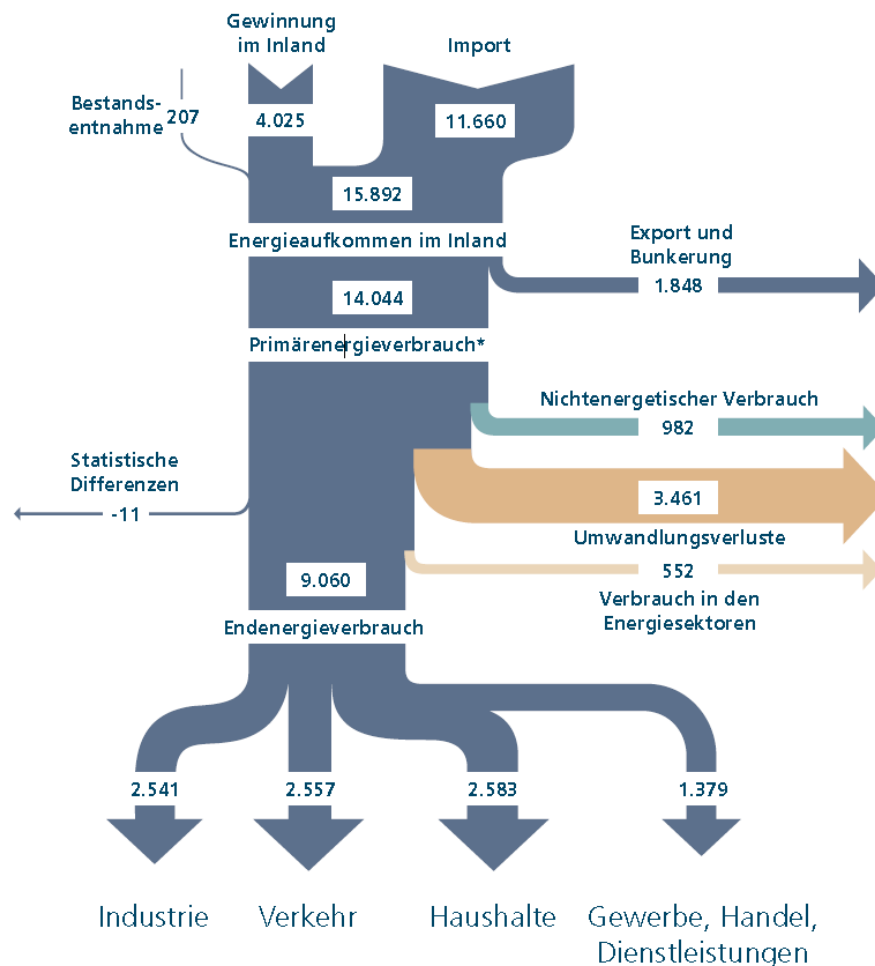 Gewinnung
im Inland
Import
Bestands-
entnahme
207
4.025
11.660
15.892
Energieaufkommen im Inland
Export und
Bunkerung
1.848
14.044
Primärenergieverbrauch*
Nichtenergetischer Verbrauch
982
Statistische
Differenzen
-11
3.461
Umwandlungsverluste
552
Verbrauch in den
Energiesektoren
9.060
Endenergieverbrauch
2.541
2.557
2.583
1.379
Industrie
Verkehr
Haushalte
Gewerbe, Handel,
Dienstleistungen